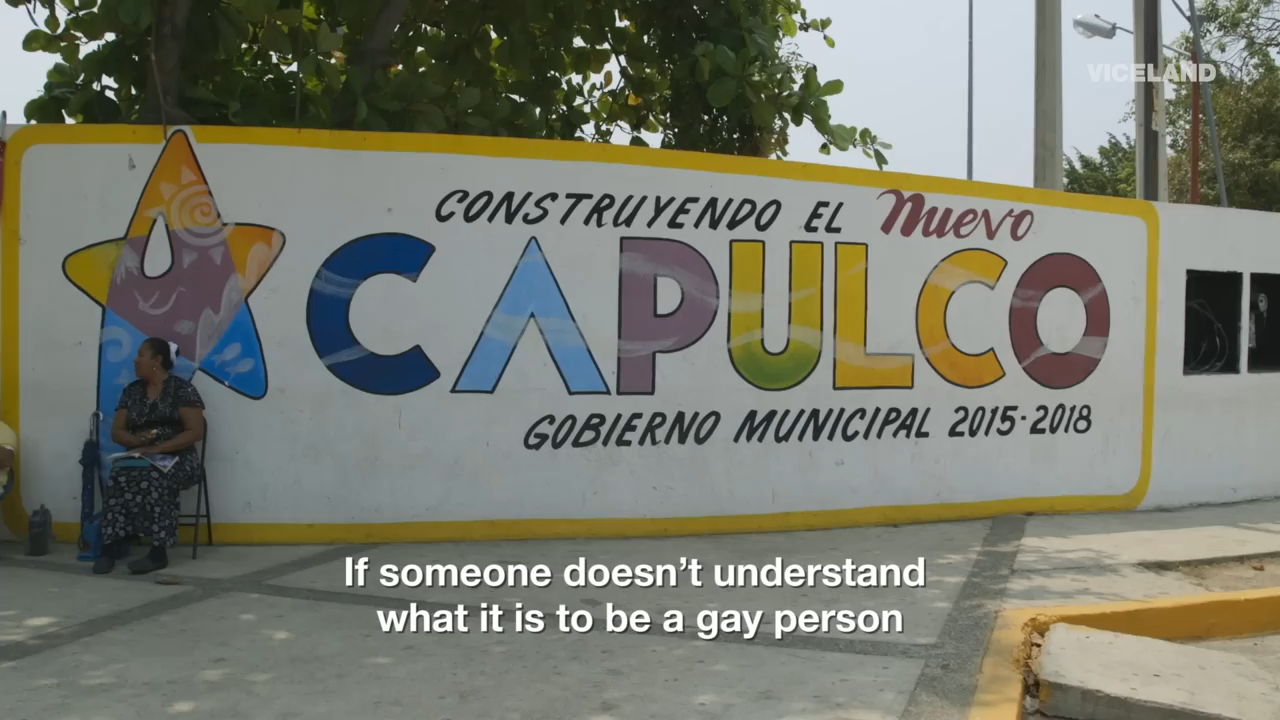 VICELAND
CONSTRUYENDO EL nuevo
ACAPULCO
GOBIERNO MUNICIPAL 2015-2018
If someone doesn't understand
what it is to be a gay person